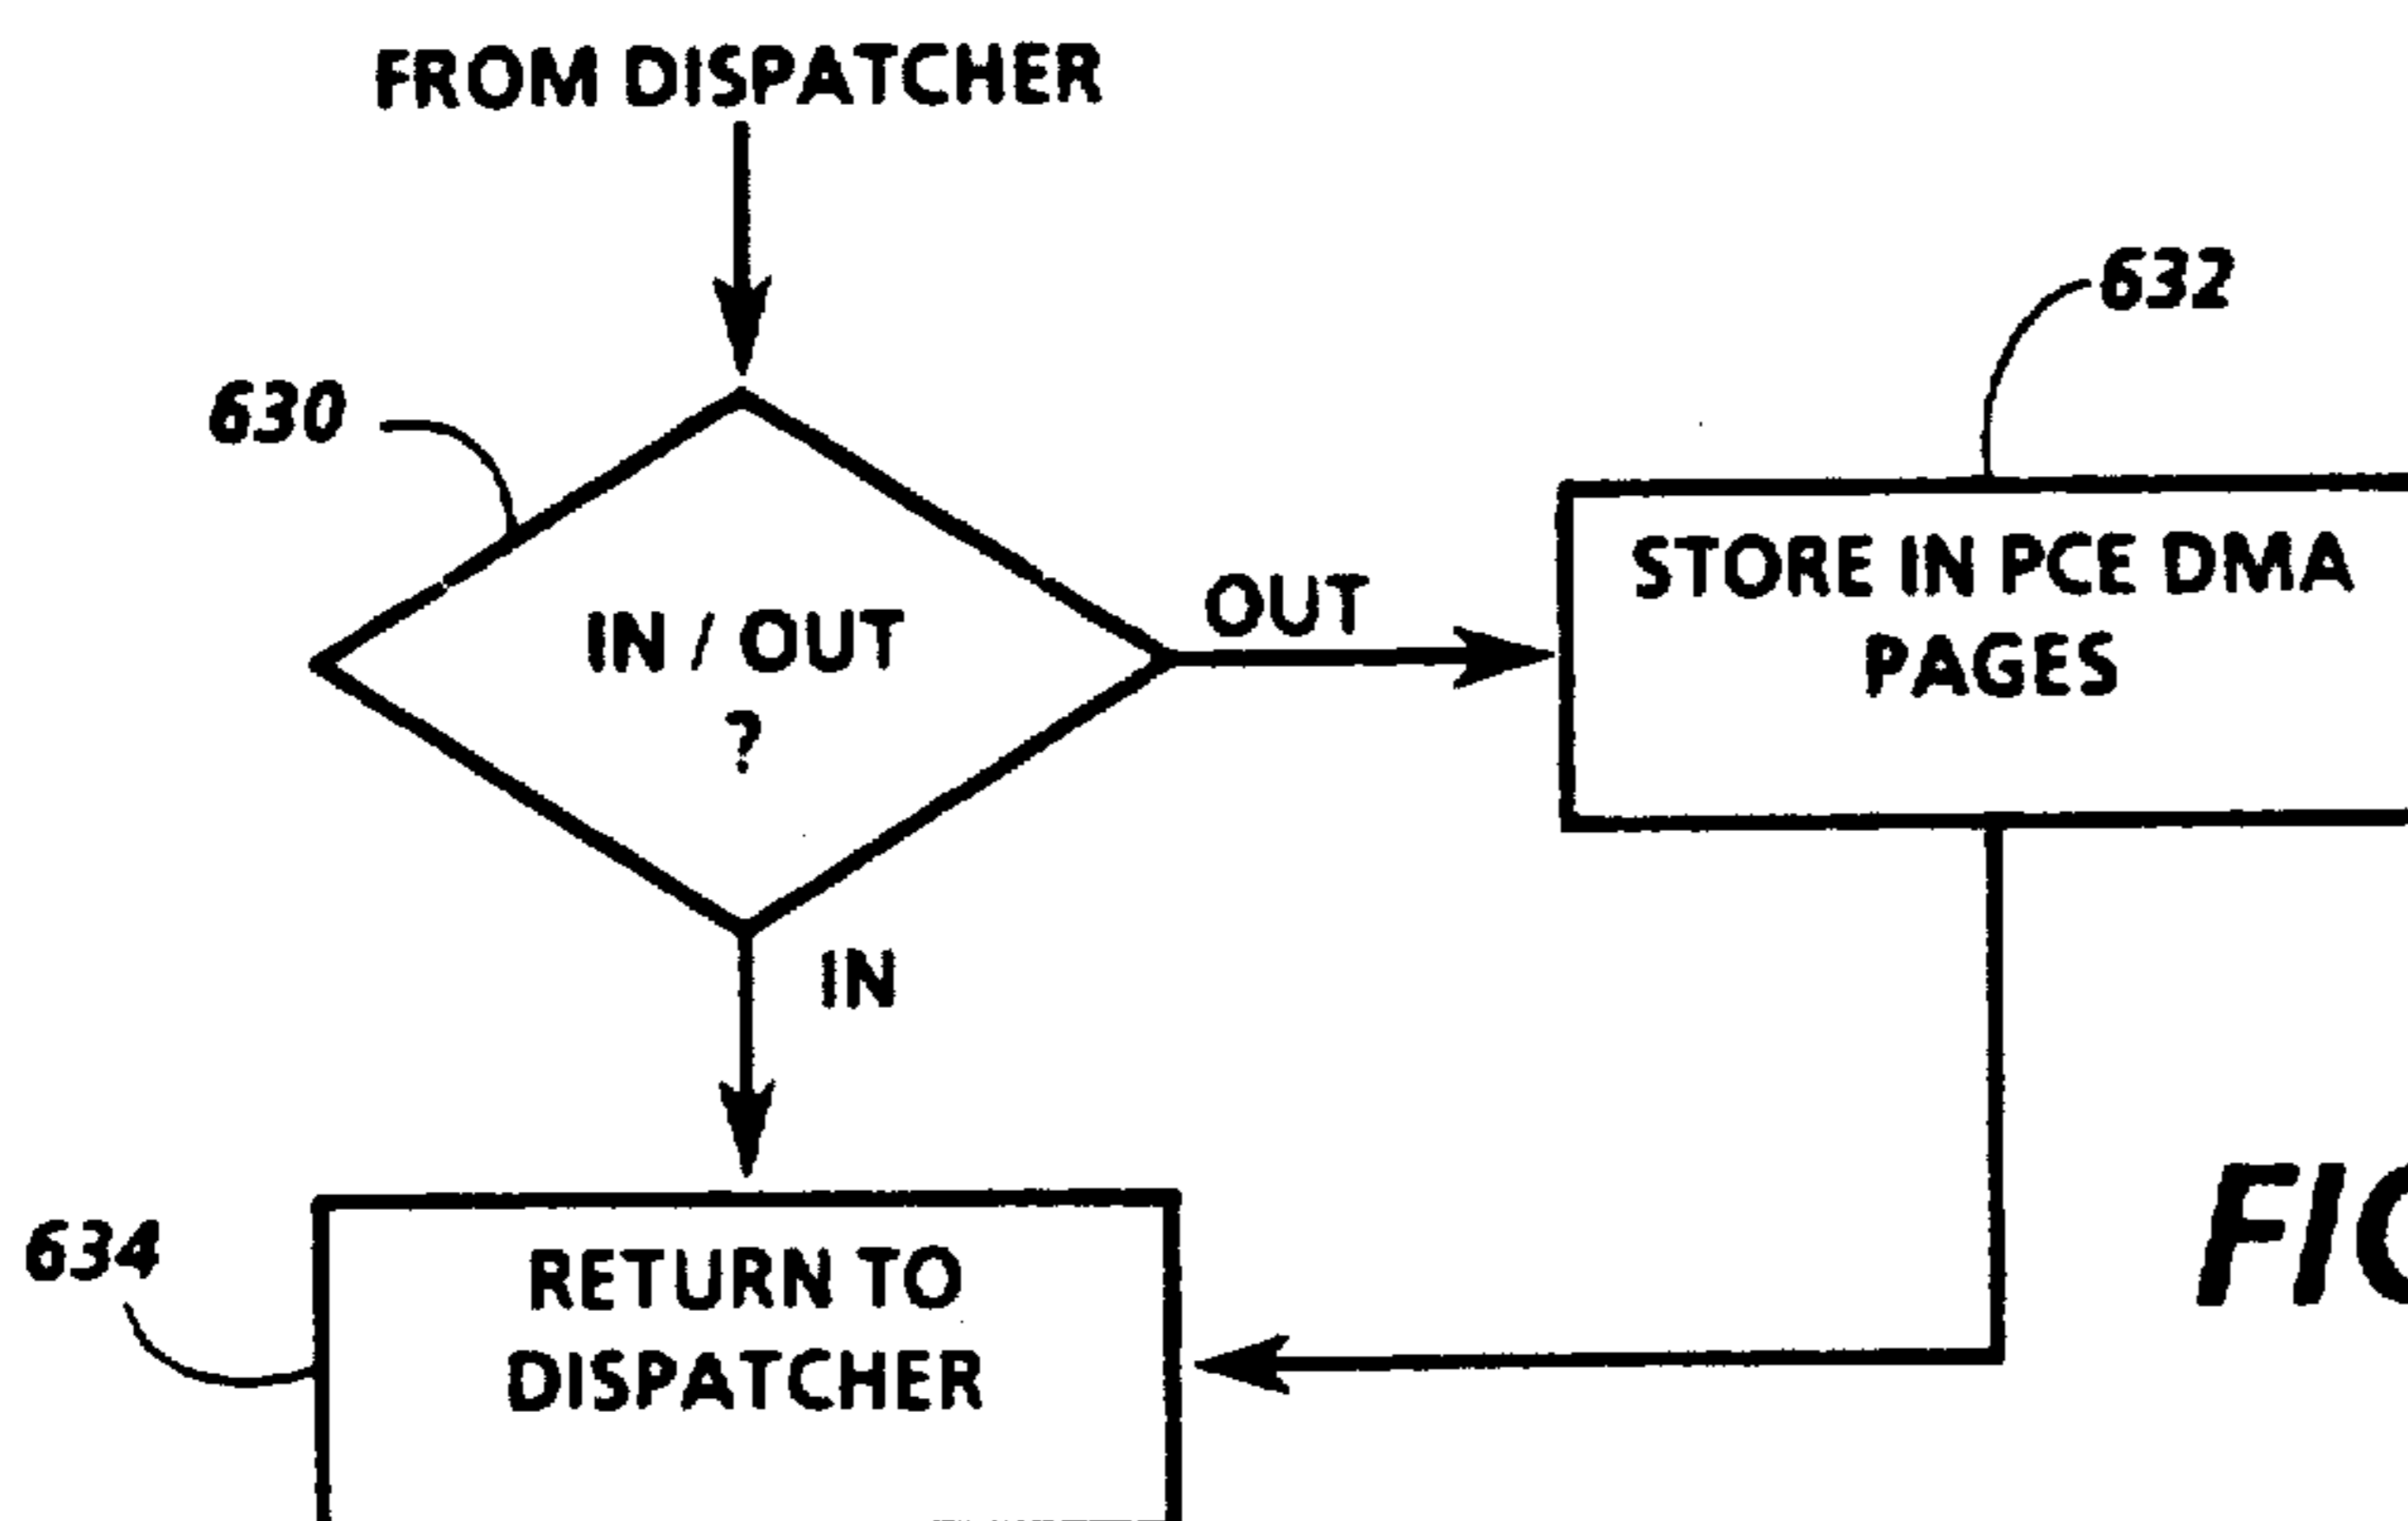 FROM DISPATCHER
632
630
STORE IN PCE DMA
PAGES
OUT
IN / OUT
?
IN
634
RETURN TO
DISPATCHER